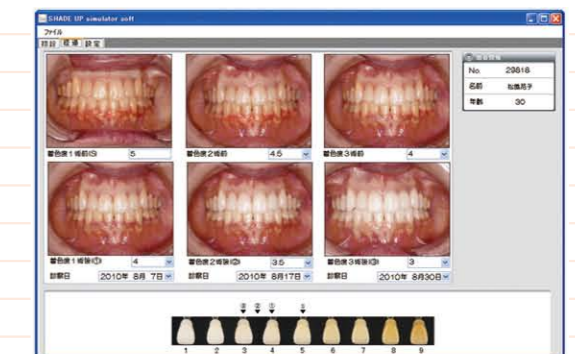 SHADE UP simulator soft
ファイル
設定
No. 29818
名前
年齢 30
着色度1術前(S) 5
着色度2術前 4.5
着色度3術前 4
着色度1術後① 4
着色度2術後② 3.5
着色度3術後③ 3
診察日 2010年 8月 7日
診察日 2010年 8月17日
診察日 2010年 8月30日
③ ② ① S
1 2 3 4 5 6 7 8 9